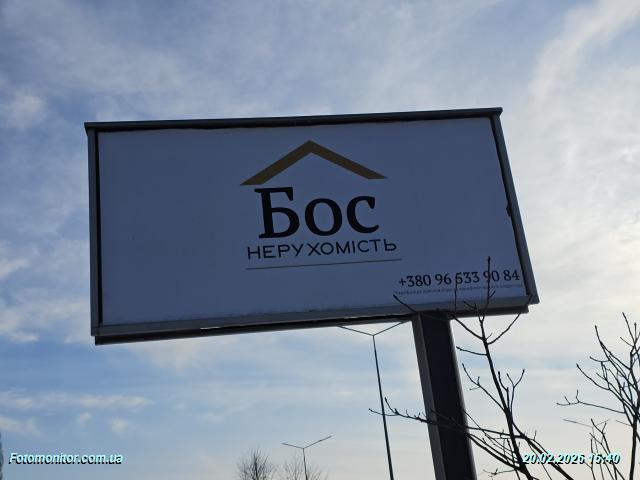 Бос
НЕРУХОМІСТЬ
+380 96 533 90 84
Fotomonitor.com.ua
20.02.2026 15:40